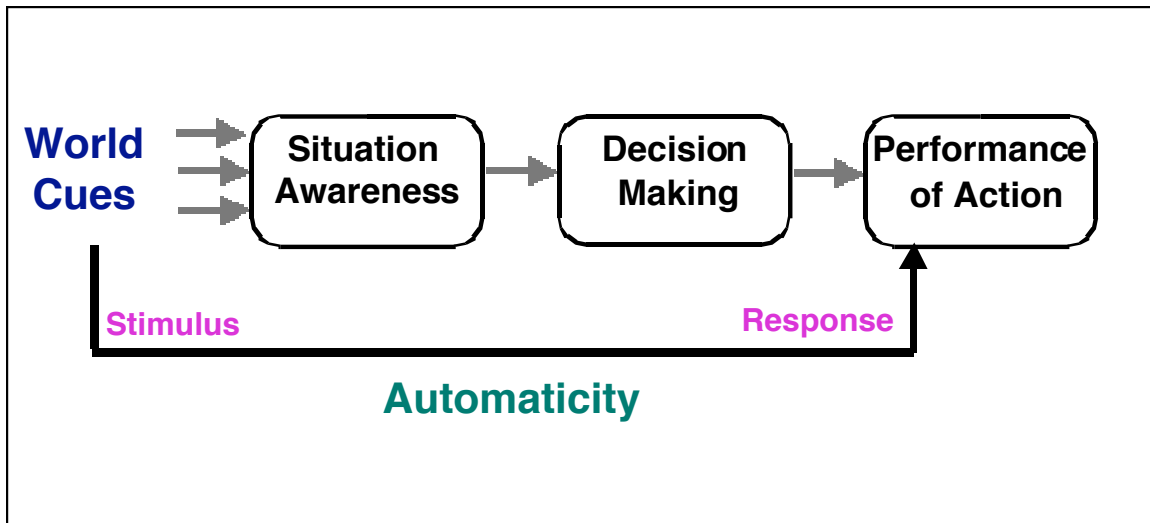 World
Cues
Situation
Awareness
Decision
Making
Performance
of Action
Stimulus
Response
Automaticity